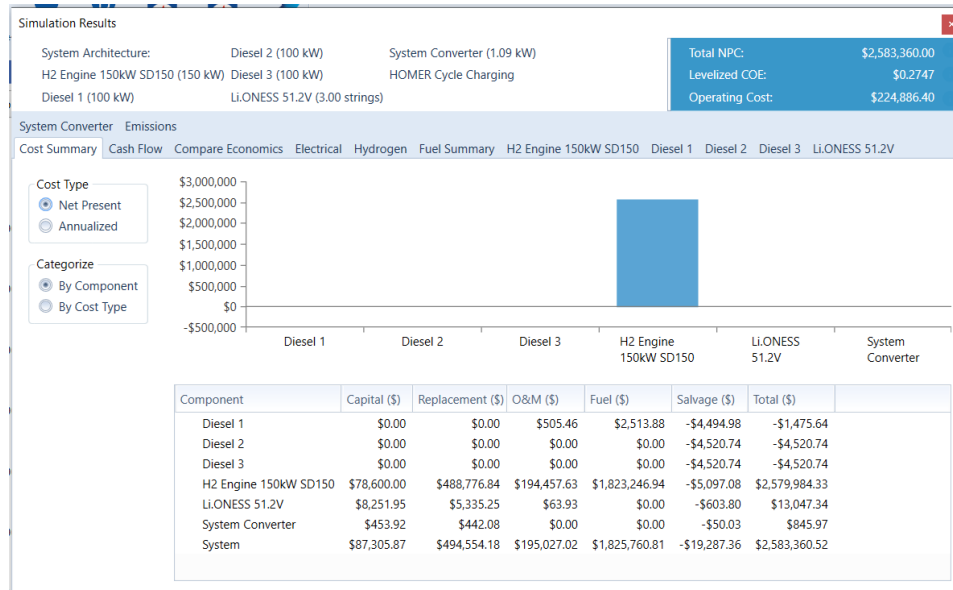 Simulation Results
System Architecture: Diesel 2 (100 kW) System Converter (1.09 kW) Total NPC: $2,583,360.00
H2 Engine 150kW SD150 (150 kW) Diesel 3 (100 kW) HOMER Cycle Charging Levelized COE: $0.2747
Diesel 1 (100 kW) Li.ONESS 51.2V (3.00 strings) Operating Cost: $224,886.40
System Converter Emissions
Cost Summary Cash Flow Compare Economics Electrical Hydrogen Fuel Summary H2 Engine 150kW SD150 Diesel 1 Diesel 2 Diesel 3 Li.ONESS 51.2V
Cost Type
Net Present
Annualized
Categorize
By Component
By Cost Type
$3,000,000
$2,500,000
$2,000,000
$1,500,000
$1,000,000
$500,000
$0
-$500,000
Diesel 1 Diesel 2 Diesel 3 H2 Engine Li.ONESS System
150kW SD150 51.2V Converter
Component Capital ($) Replacement ($) O&M ($) Fuel ($) Salvage ($) Total ($)
Diesel 1 $0.00 $0.00 $505.46 $2,513.88 -$4,494.98 -$1,475.64
Diesel 2 $0.00 $0.00 $0.00 $0.00 -$4,520.74 -$4,520.74
Diesel 3 $0.00 $0.00 $0.00 $0.00 -$4,520.74 -$4,520.74
H2 Engine 150kW SD150 $78,600.00 $488,776.84 $194,457.63 $1,823,246.94 -$5,097.08 $2,579,984.33
Li.ONESS 51.2V $8,251.95 $5,335.25 $63.93 $0.00 -$603.80 $13,047.34
System Converter $453.92 $442.08 $0.00 $0.00 -$50.03 $845.97
System $87,305.87 $494,554.18 $195,027.02 $1,825,760.81 -$19,287.36 $2,583,360.52